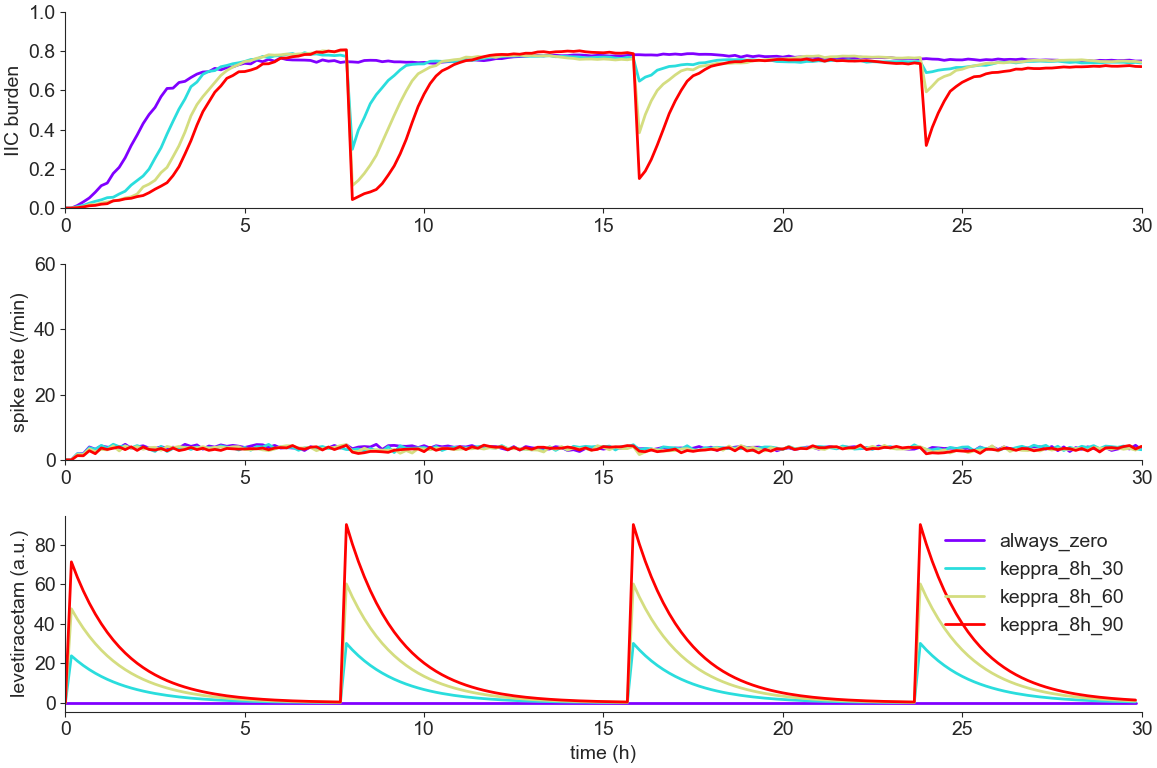 1.0
0.8
0.6
0.4
0.2
0.0
IIC burden
0 5 10 15 20 25 30
60
40
20
0
spike rate (/min)
0 5 10 15 20 25 30
80
60
40
20
0
levetiracetam (a.u.)
always_zero
keppra_8h_30
keppra_8h_60
keppra_8h_90
0 5 10 15 20 25 30
time (h)